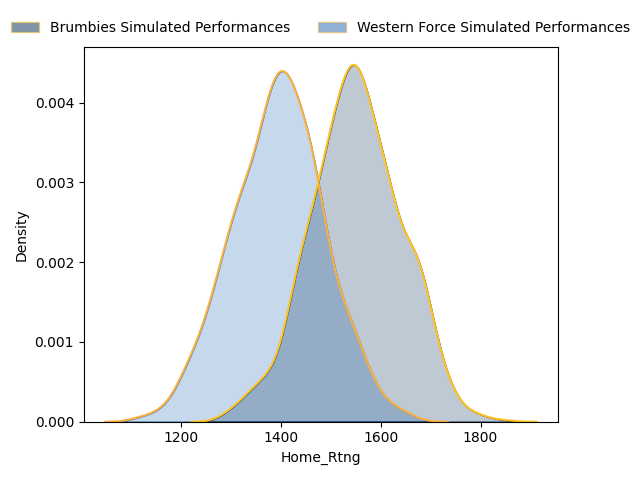 Brumbies Simulated Performances Western Force Simulated Performances
0.004
0.003
0.002
0.001
0.000
Density
1200 1400 1600 1800
Home_Rtng